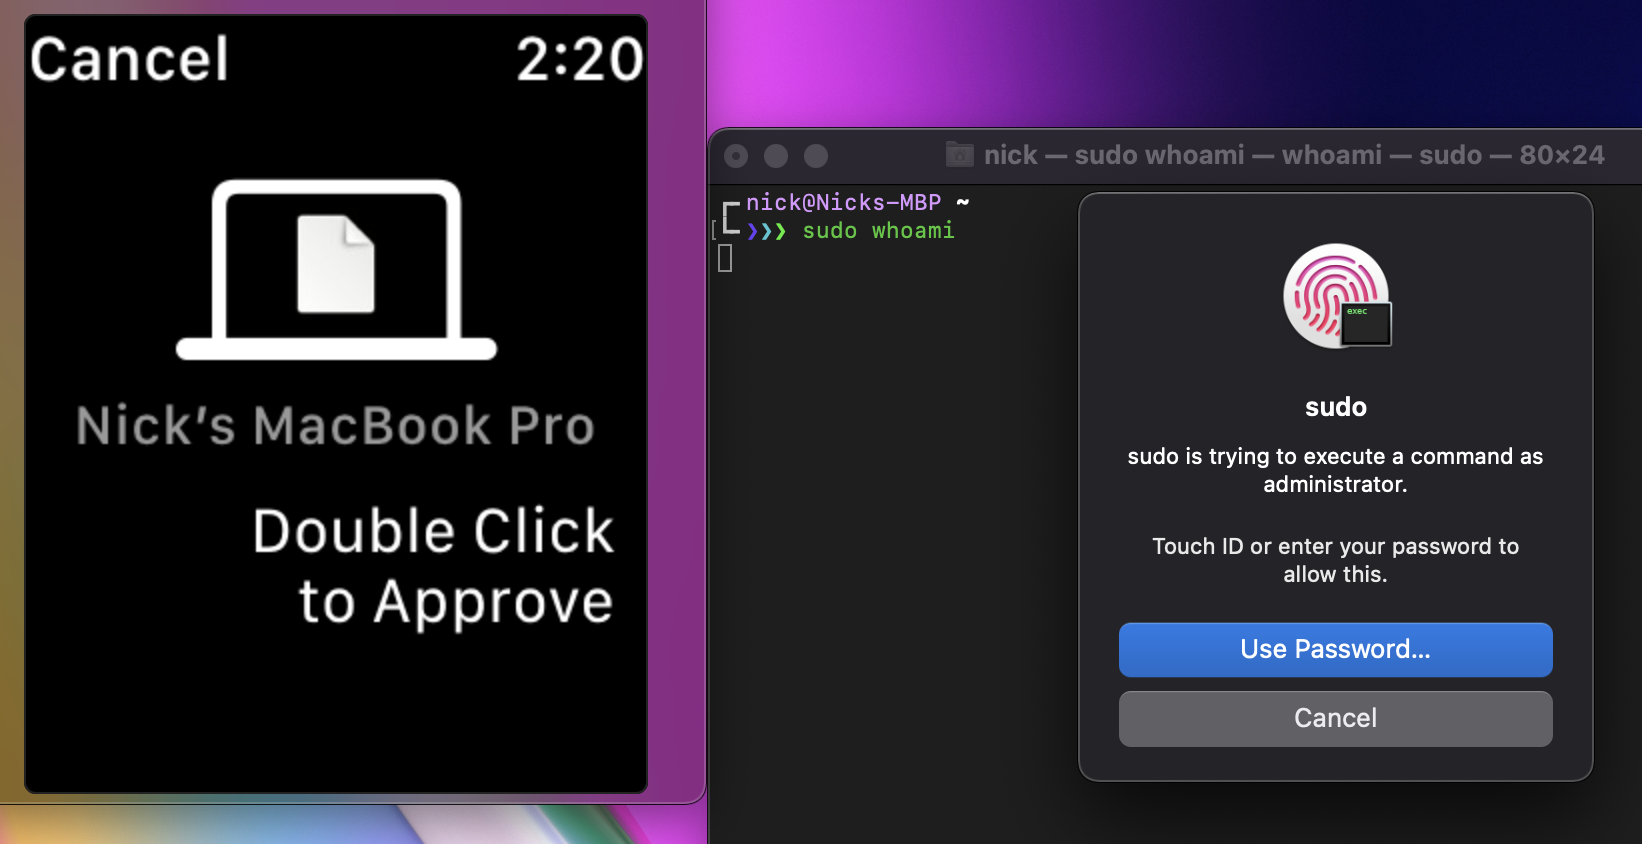 Cancel 2:20
Nick’s MacBook Pro
Double Click
to Approve
nick — sudo whoami — whoami — sudo — 80×24
nick@Nicks-MBP ~
❯❯❯ sudo whoami
exec
sudo
sudo is trying to execute a command as
administrator.
Touch ID or enter your password to
allow this.
Use Password...
Cancel